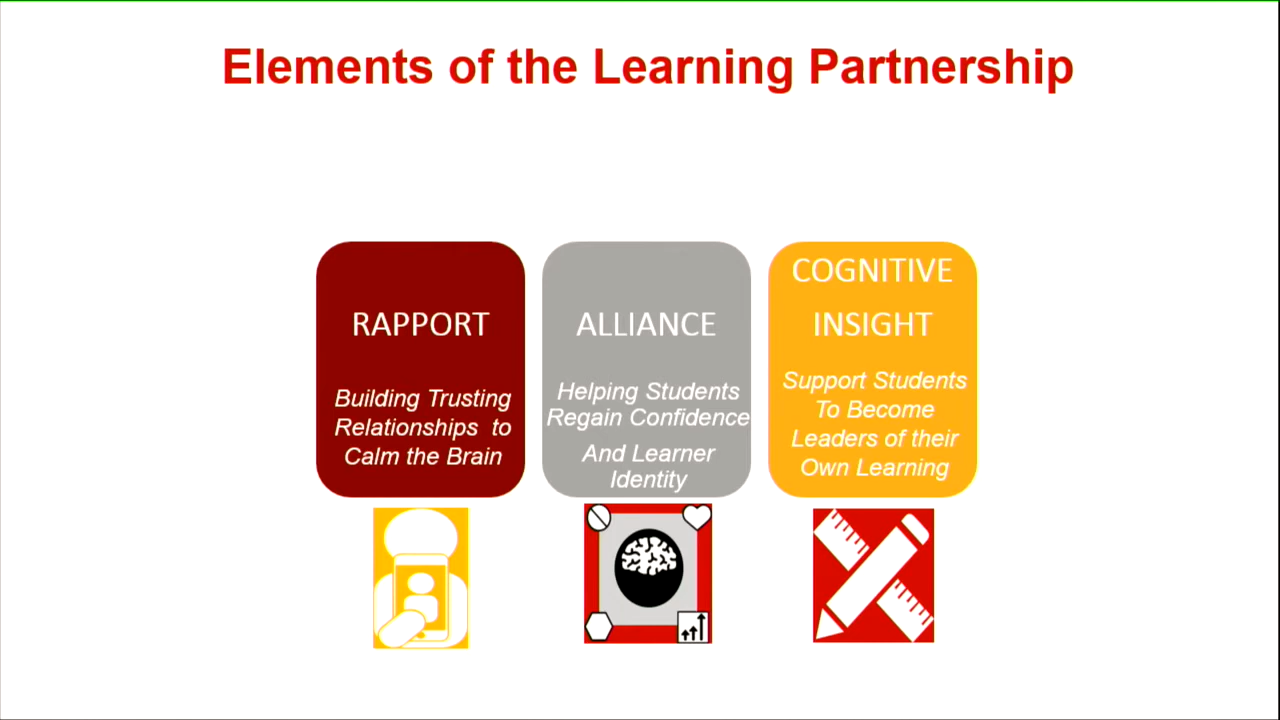 Elements of the Learning Partnership
RAPPORT
Building Trusting
Relationships to
Calm the Brain
ALLIANCE
Helping Students
Regain Confidence
And Learner
Identity
COGNITIVE
INSIGHT
Support Students
To Become
Leaders of their
Own Learning